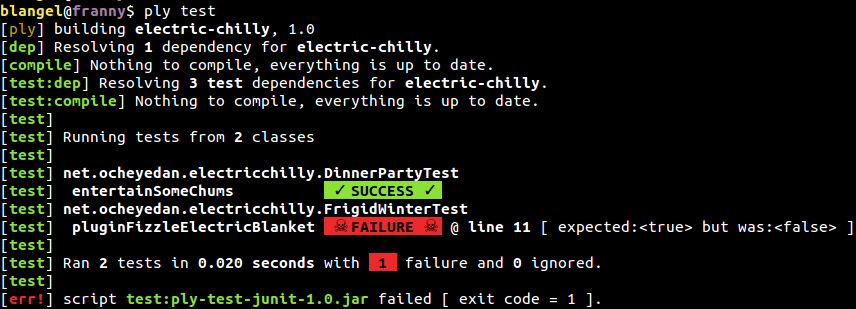 blangel@franny$ ply test
[ply] building electric-chilly, 1.0
[dep] Resolving 1 dependency for electric-chilly.
[compile] Nothing to compile, everything is up to date.
[test:dep] Resolving 3 test dependencies for electric-chilly.
[test:compile] Nothing to compile, everything is up to date.
[test]
[test] Running tests from 2 classes
[test]
[test] net.ocheyedan.electricchilly.DinnerPartyTest
[test]  entertainSomeChums ✓ SUCCESS ✓
[test] net.ocheyedan.electricchilly.FrigidWinterTest
[test]  pluginFizzleElectricBlanket ☠ FAILURE ☠ @ line 11 [ expected:<true> but was:<false> ]
[test]
[test] Ran 2 tests in 0.020 seconds with 1 failure and 0 ignored.
[test]
[err!] script test:ply-test-junit-1.0.jar failed [ exit code = 1 ].